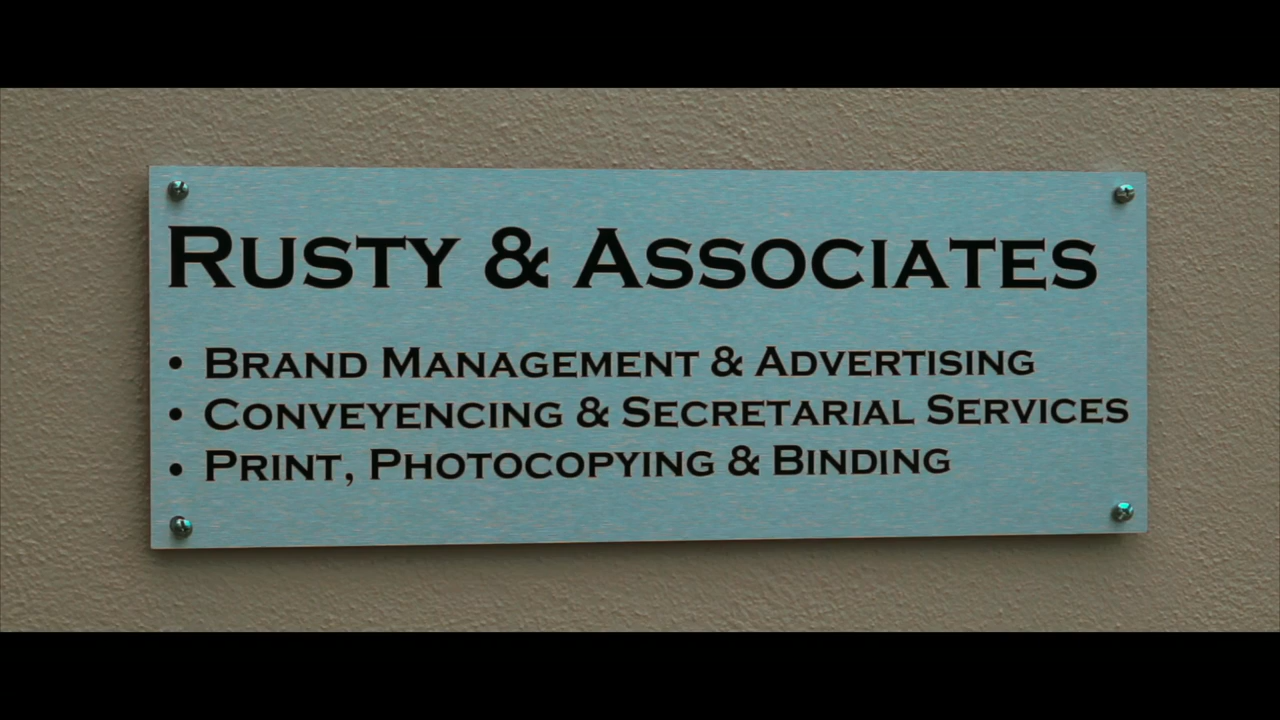 Rusty & Associates
• Brand Management & Advertising
• Conveyencing & Secretarial Services
• Print, Photocopying & Binding